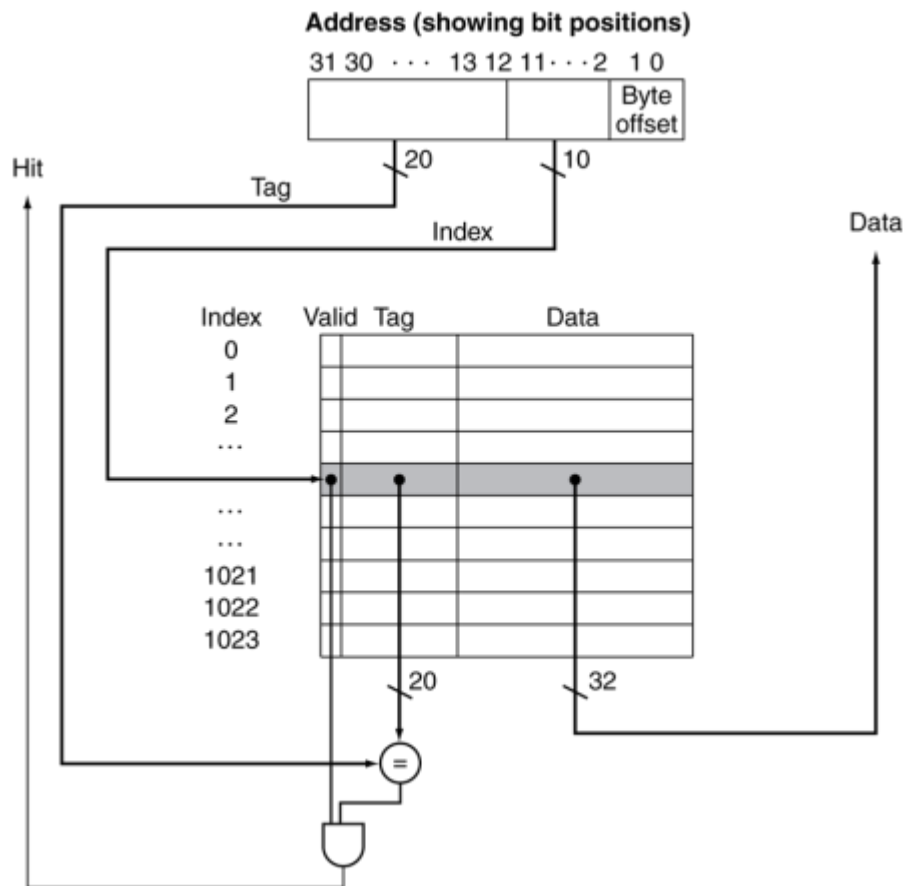 Address (showing bit positions)
31 30 · · · 13 12 11 · · · 2 1 0
Byte
offset
20
10
Hit
Tag
Index
Data
Index Valid Tag Data
0
1
2
...
...
...
1021
1022
1023
20
32
=